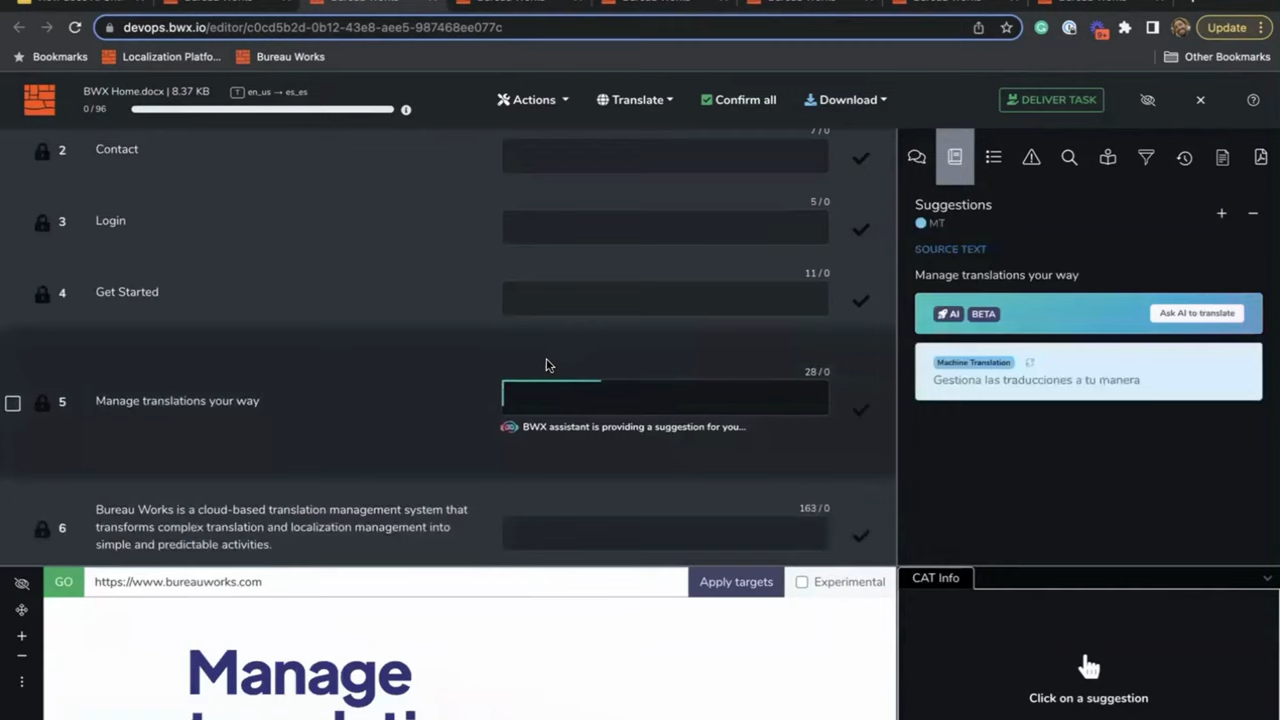 Update
devops.bwx.io/editor/c0cd5b2d-0b12-43e8-aee5-987468ee077c
9+
Bookmarks
Localization Platfo...
Bureau Works
Other Bookmarks
BWX Home.docx | 8.37 KB
T
en_us → es_es
0 / 96
Actions
Translate
Confirm all
Download
DELIVER TASK
7 / 0
2
Contact
5 / 0
3
Login
11 / 0
4
Get Started
28 / 0
5
Manage translations your way
BWX assistant is providing a suggestion for you...
163 / 0
6
Bureau Works is a cloud-based translation management system that
transforms complex translation and localization management into
simple and predictable activities.
Suggestions
MT
SOURCE TEXT
Manage translations your way
AI
BETA
Ask AI to translate
Machine Translation
Gestiona las traducciones a tu manera
GO
https://www.bureauworks.com
Apply targets
Experimental
Manage
CAT Info
Click on a suggestion